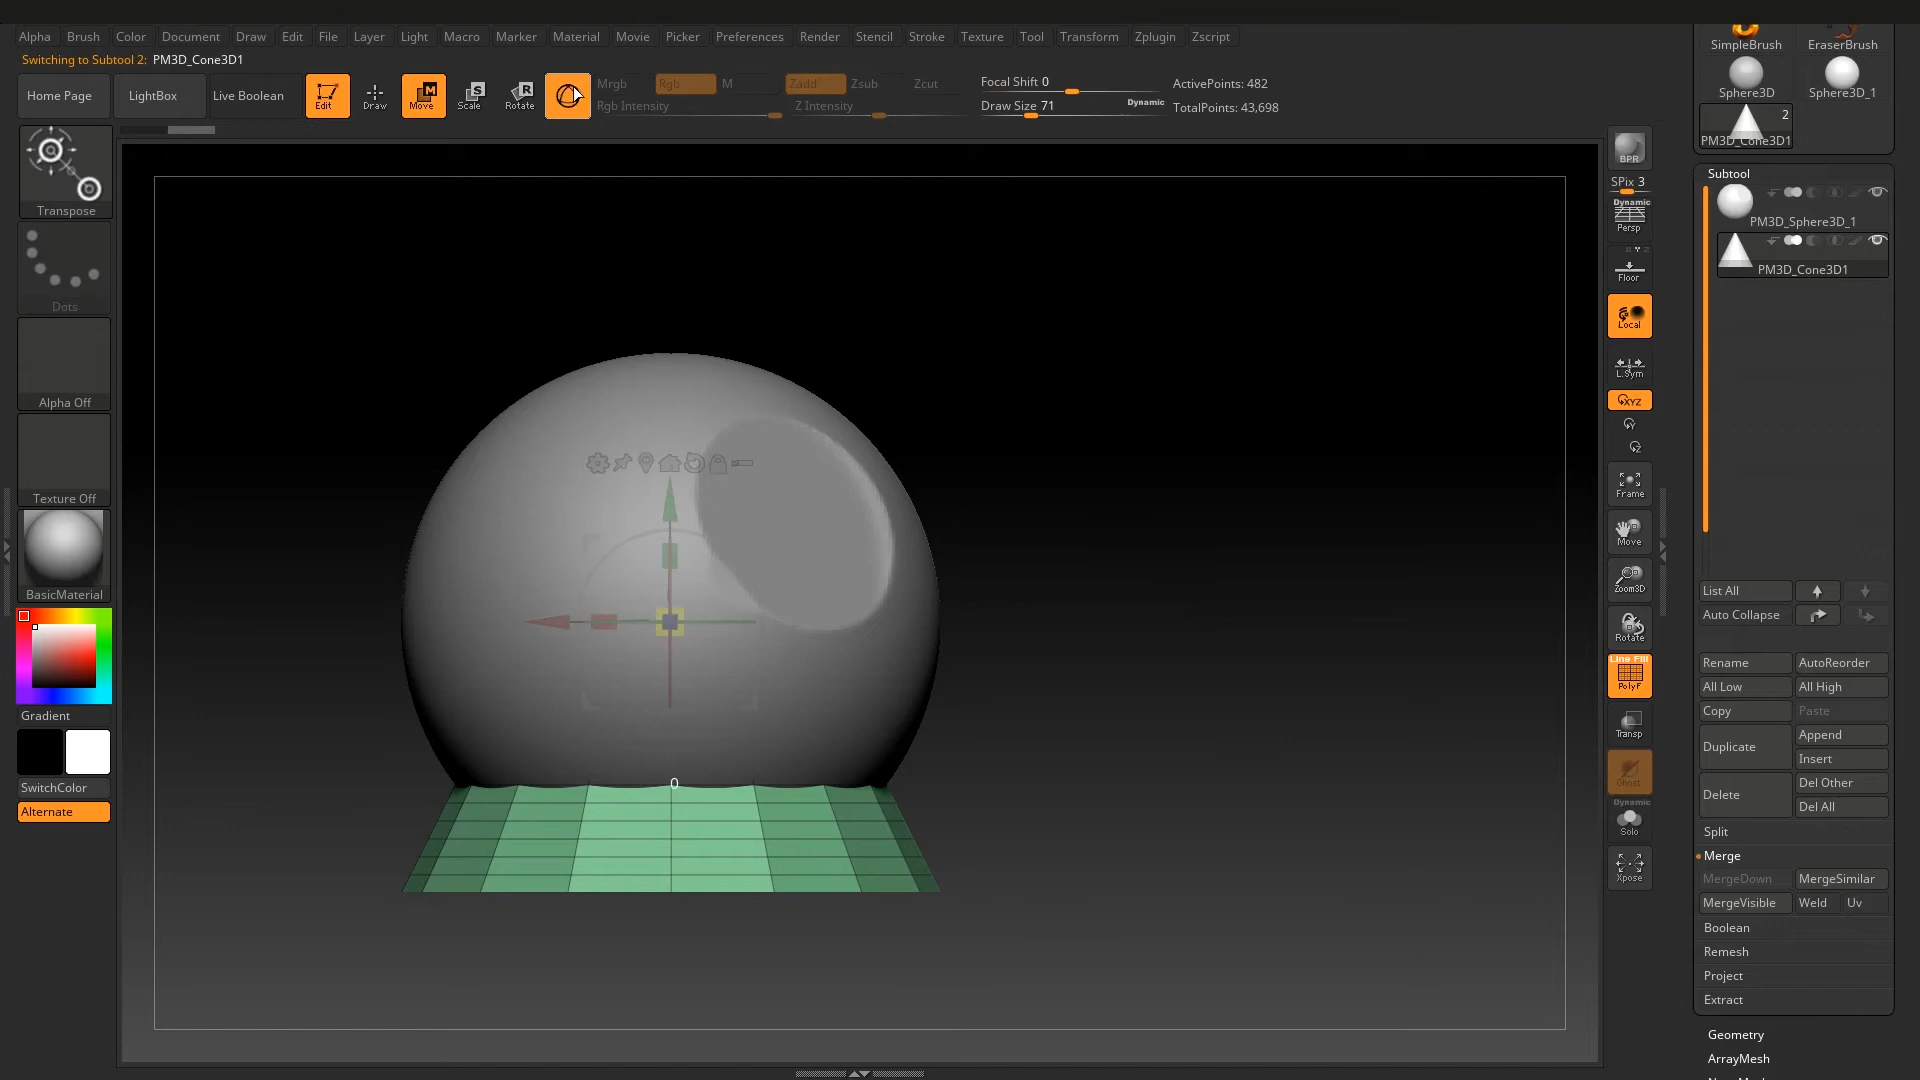 Alpha Brush Color Document Draw Edit File Layer Light Macro Marker Material Movie Picker Preferences Render Stencil Stroke Texture Tool Transform Zplugin Zscript
Switching to Subtool 2: PM3D_Cone3D1
Home Page LightBox Live Boolean Edit Draw Move Scale Rotate
Mrgb Rgb M Zadd Zsub Zcut
Rgb Intensity Z Intensity
Focal Shift 0
Draw Size 71 Dynamic
ActivePoints: 482
TotalPoints: 43,698
Transpose
Dots
Alpha Off
Texture Off
BasicMaterial
Gradient
SwitchColor
Alternate
0
BPR
SPix 3
Dynamic
Persp
Floor
Local
L.Sym
XYZ
Y
Z
Frame
Move
Zoom3D
Rotate
Line Fill
PolyF
Transp
Ghost
Dynamic
Solo
Xpose
SimpleBrush EraserBrush
Sphere3D Sphere3D_1
2
PM3D_Cone3D1
Subtool
PM3D_Sphere3D_1
PM3D_Cone3D1
List All
Auto Collapse
Rename AutoReorder
All Low All High
Copy Paste
Duplicate Append
Insert
Delete Del Other
Del All
Split
Merge
MergeDown MergeSimilar
MergeVisible Weld Uv
Boolean
Remesh
Project
Extract
Geometry
ArrayMesh